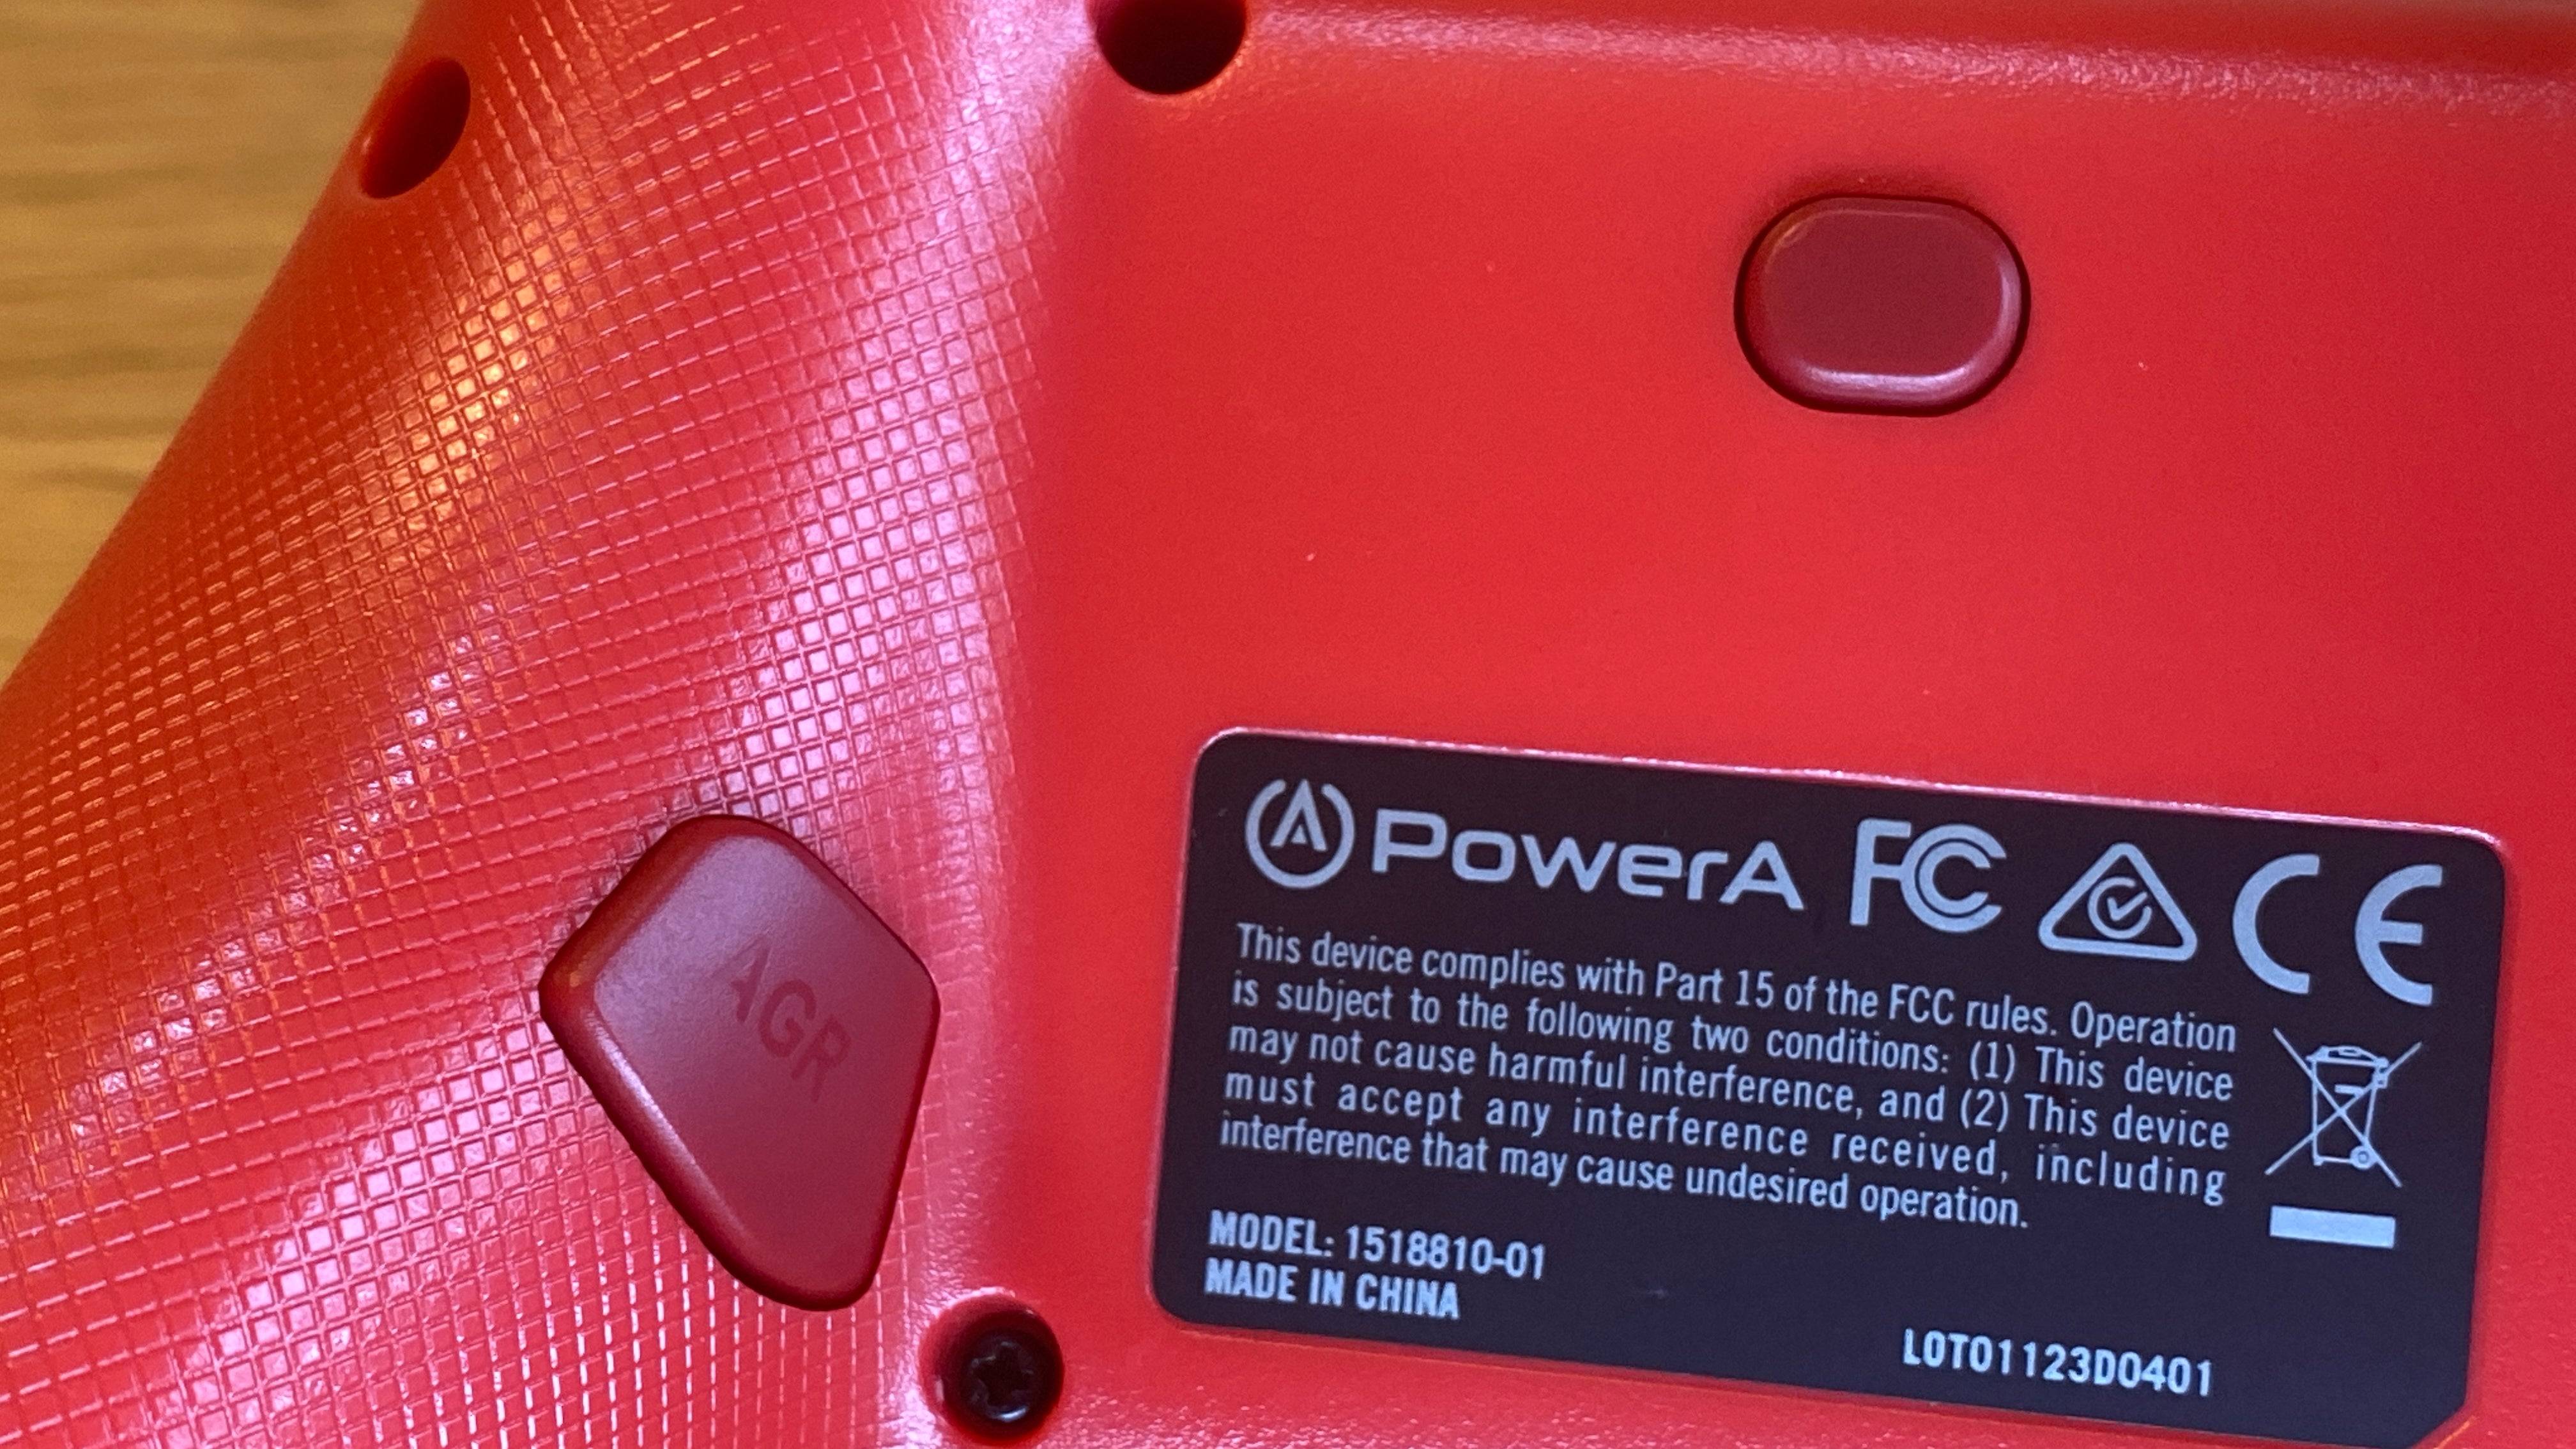 AGR
PowerA FC CE
This device complies with Part 15 of the FCC rules. Operation
is subject to the following two conditions: (1) This device
may not cause harmful interference, and (2) This device
must accept any interference received, including
interference that may cause undesired operation.
MODEL: 1518810-01
MADE IN CHINA
LOT01123D0401